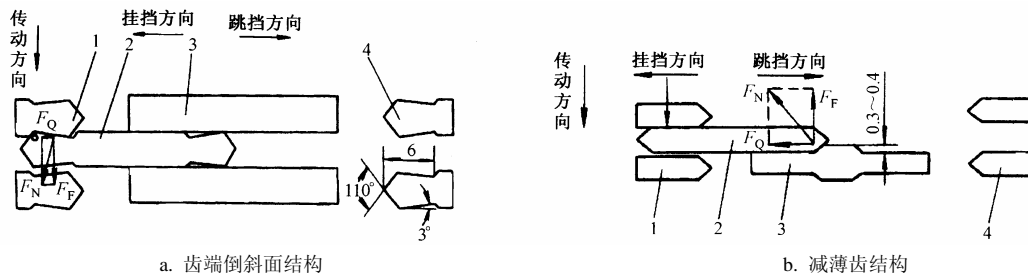 传动方向
挂挡方向
跳挡方向
1
2
3
4
F_Q
F_N
F_F
6
110°
3°
a. 齿端倒斜面结构
传动方向
挂挡方向
跳挡方向
F_N
F_F
F_Q
0.3～0.4
1
2
3
4
b. 减薄齿结构